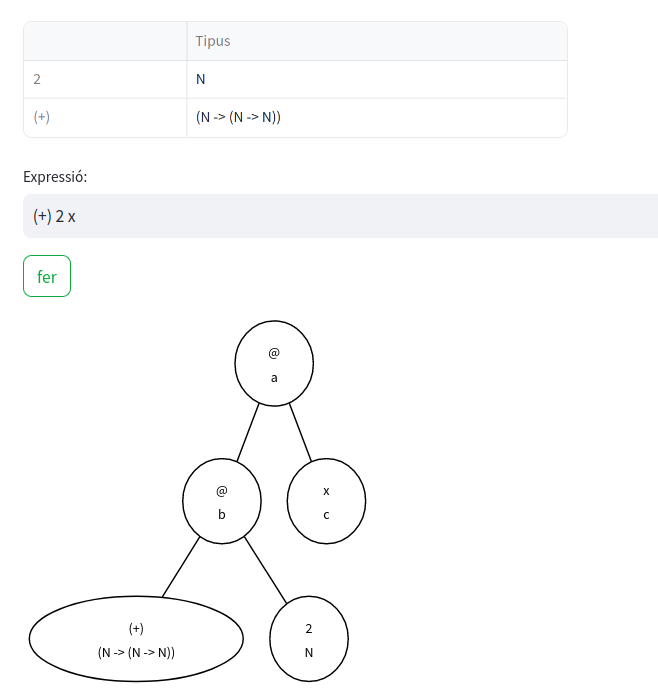 Tipus
2 N
(+) (N -> (N -> N))
Expressió:
(+) 2 x
fer
@
a
@ x
b c
(+) 2
(N -> (N -> N)) N